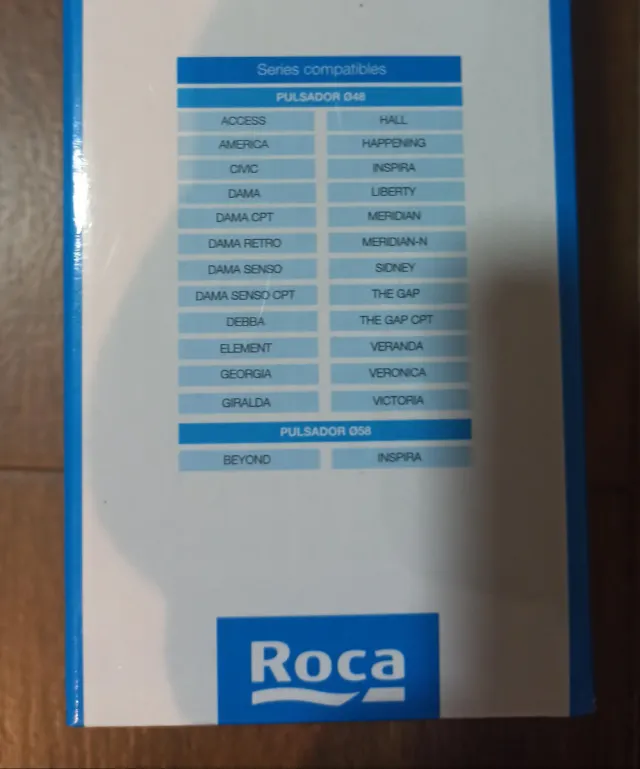 Series compatibles
PULSADOR Ø48
ACCESS HALL
AMERICA HAPPENING
CIVIC INSPIRA
DAMA LIBERTY
DAMA CPT MERIDIAN
DAMA RETRO MERIDIAN-N
DAMA SENSO SIDNEY
DAMA SENSO CPT THE GAP
DEBBA THE GAP CPT
ELEMENT VERANDA
GEORGIA VERONICA
GIRALDA VICTORIA
PULSADOR Ø58
BEYOND INSPIRA
Roca